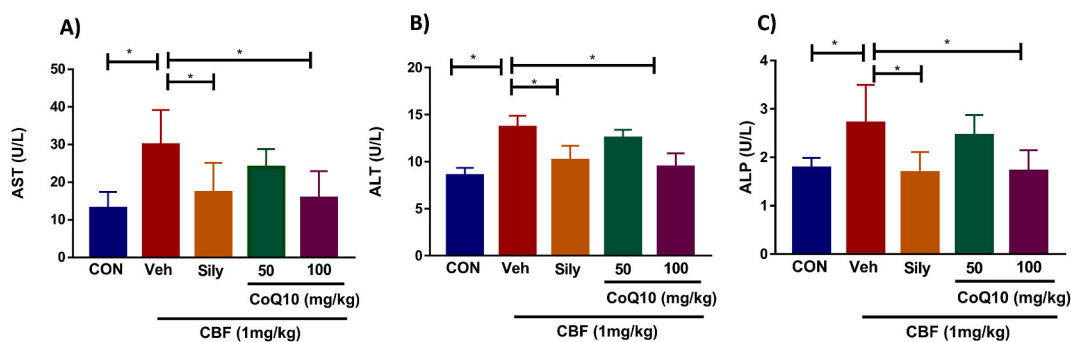 A)
*
*
*
AST (U/L)
50
40
30
20
10
0
CON Veh Sily 50 100
CoQ10 (mg/kg)
CBF (1mg/kg)
B)
*
*
*
ALT (U/L)
20
15
10
5
0
CON Veh Sily 50 100
CoQ10 (mg/kg)
CBF (1mg/kg)
C)
*
*
*
ALP (U/L)
4
3
2
1
0
CON Veh Sily 50 100
CoQ10 (mg/kg)
CBF (1mg/kg)